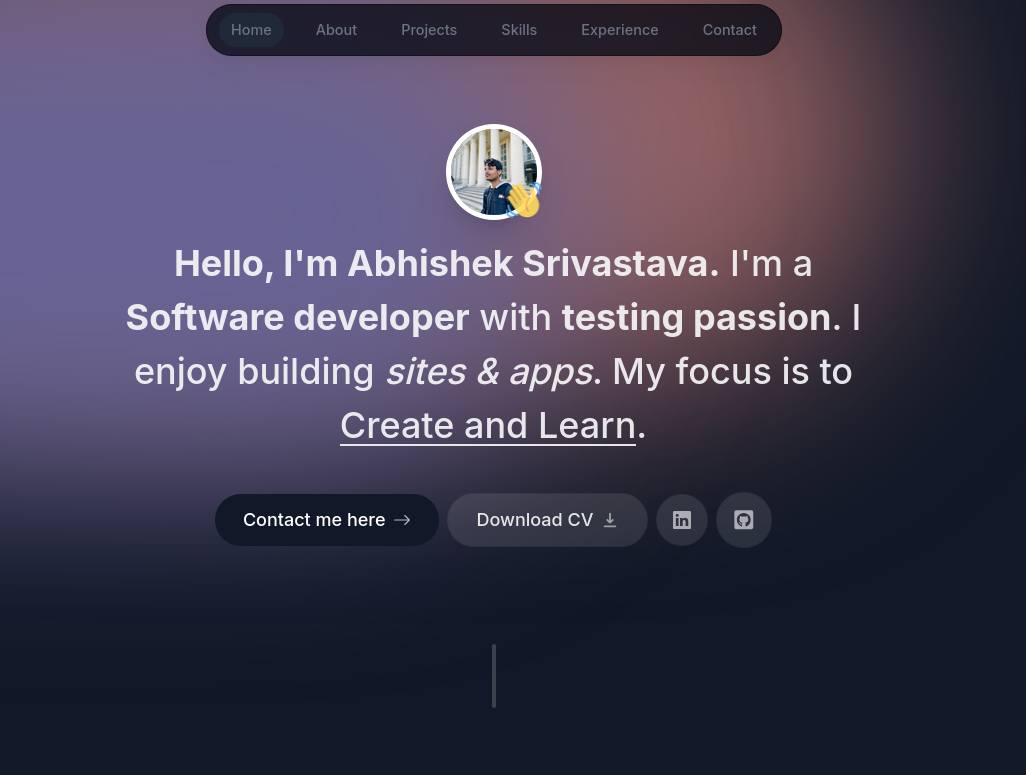 Home About Projects Skills Experience Contact
Hello, I'm Abhishek Srivastava. I'm a
Software developer with testing passion. I
enjoy building sites & apps. My focus is to
Create and Learn.
Contact me here Download CV in